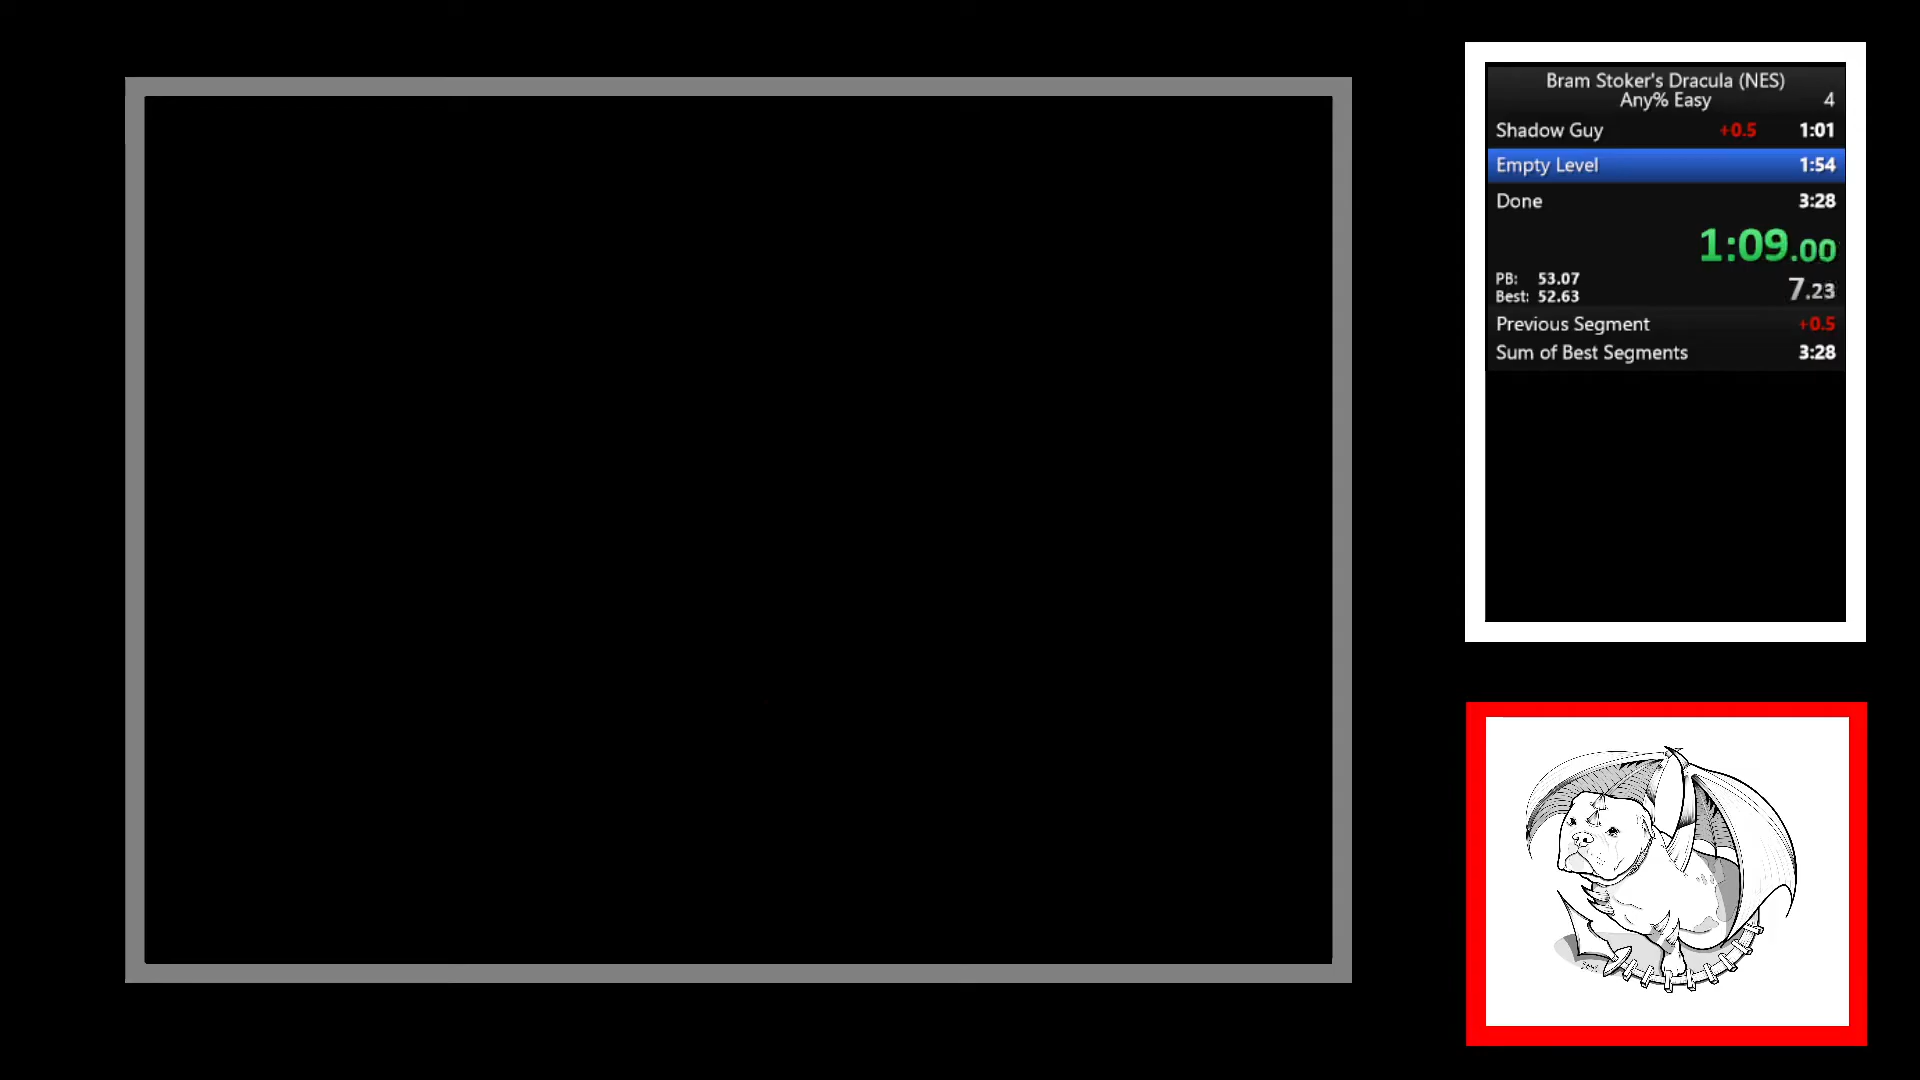 Bram Stoker's Dracula (NES)
Any% Easy 4
Shadow Guy +0.5 1:01
Empty Level 1:54
Done 3:28
1:09.00
PB: 53.07
Best: 52.63
7.23
Previous Segment +0.5
Sum of Best Segments 3:28